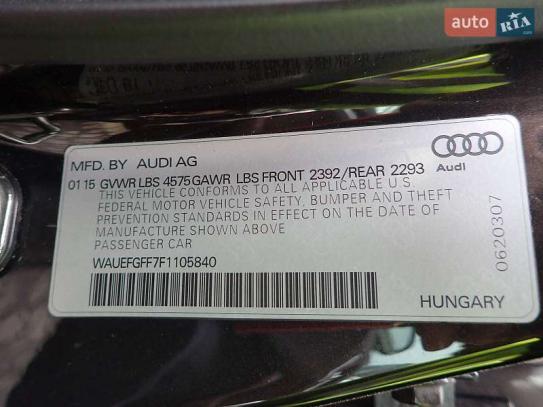 auto RIA
MFD. BY AUDI AG
01 15 GVWR LBS 4575 GAWR LBS FRONT 2392/REAR 2293
THIS VEHICLE CONFORMS TO ALL APPLICABLE U S
FEDERAL MOTOR VEHICLE SAFETY, BUMPER AND THEFT
PREVENTION STANDARDS IN EFFECT ON THE DATE OF
MANUFACTURE SHOWN ABOVE
PASSENGER CAR
WAUEFGFF7F1105840
Audi
0620307
HUNGARY